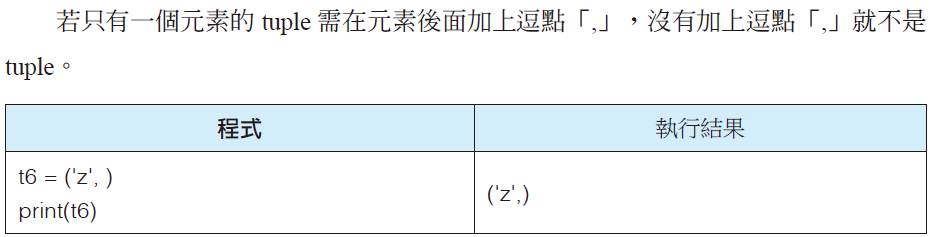 若只有一個元素的 tuple 需在元素後面加上逗點「,」，沒有加上逗點「,」就不是
tuple。
程式
執行結果
t6 = ('z', )
print(t6)
('z',)